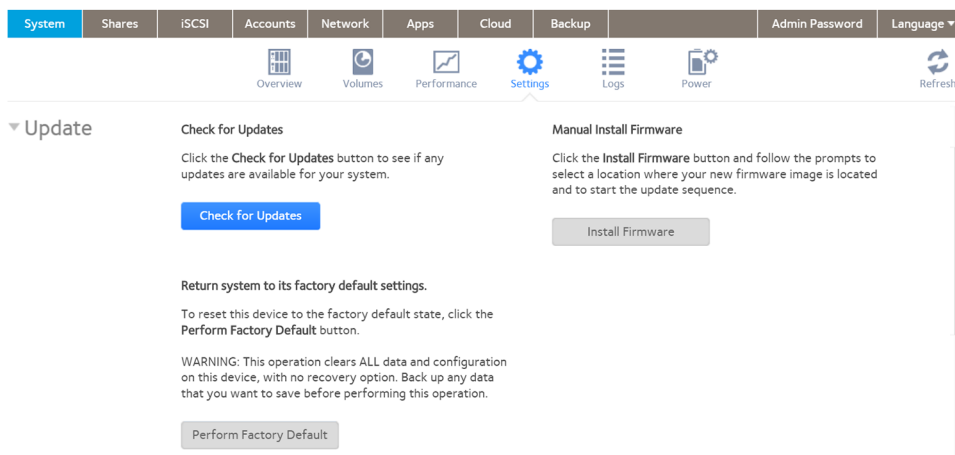 System Shares iSCSI Accounts Network Apps Cloud Backup Admin Password Language
Overview Volumes Performance Settings Logs Power Refresh
Update
Check for Updates
Click the Check for Updates button to see if any
updates are available for your system.
Check for Updates
Manual Install Firmware
Click the Install Firmware button and follow the prompts to
select a location where your new firmware image is located
and to start the update sequence.
Install Firmware
Return system to its factory default settings.
To reset this device to the factory default state, click the
Perform Factory Default button.
WARNING: This operation clears ALL data and configuration
on this device, with no recovery option. Back up any data
that you want to save before performing this operation.
Perform Factory Default